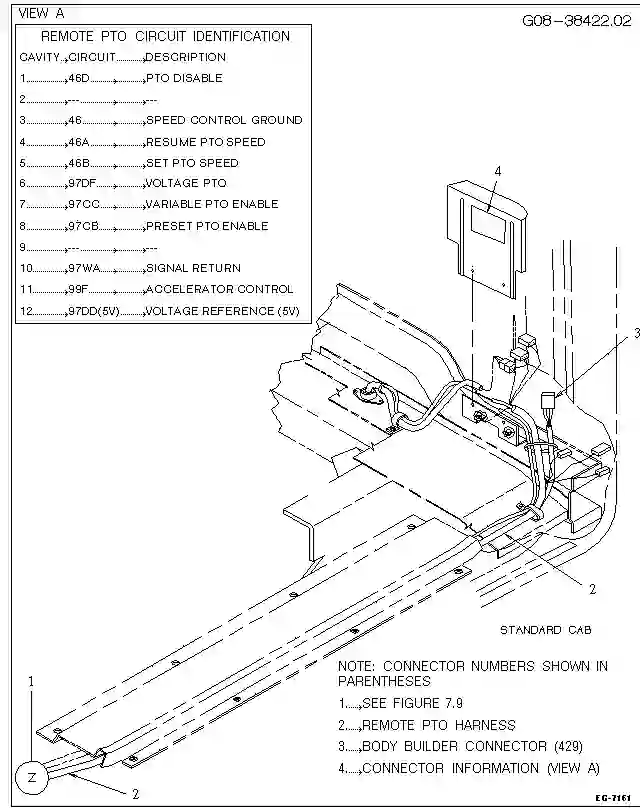 VIEW A
G08-38422.02
REMOTE PTO CIRCUIT IDENTIFICATION
CAVITY CIRCUIT DESCRIPTION
1 46D PTO DISABLE
2 --- ---
3 46 SPEED CONTROL GROUND
4 46A RESUME PTO SPEED
5 46B SET PTO SPEED
6 97DF VOLTAGE PTO
7 97CC VARIABLE PTO ENABLE
8 97CB PRESET PTO ENABLE
9 --- ---
10 97WA SIGNAL RETURN
11 99F ACCELERATOR CONTROL
12 97DD(5V) VOLTAGE REFERENCE (5V)
4
3
2
STANDARD CAB
NOTE: CONNECTOR NUMBERS SHOWN IN
PARENTHESES
1 SEE FIGURE 7.9
2 REMOTE PTO HARNESS
3 BODY BUILDER CONNECTOR (429)
4 CONNECTOR INFORMATION (VIEW A)
1
Z
2
EG-7161